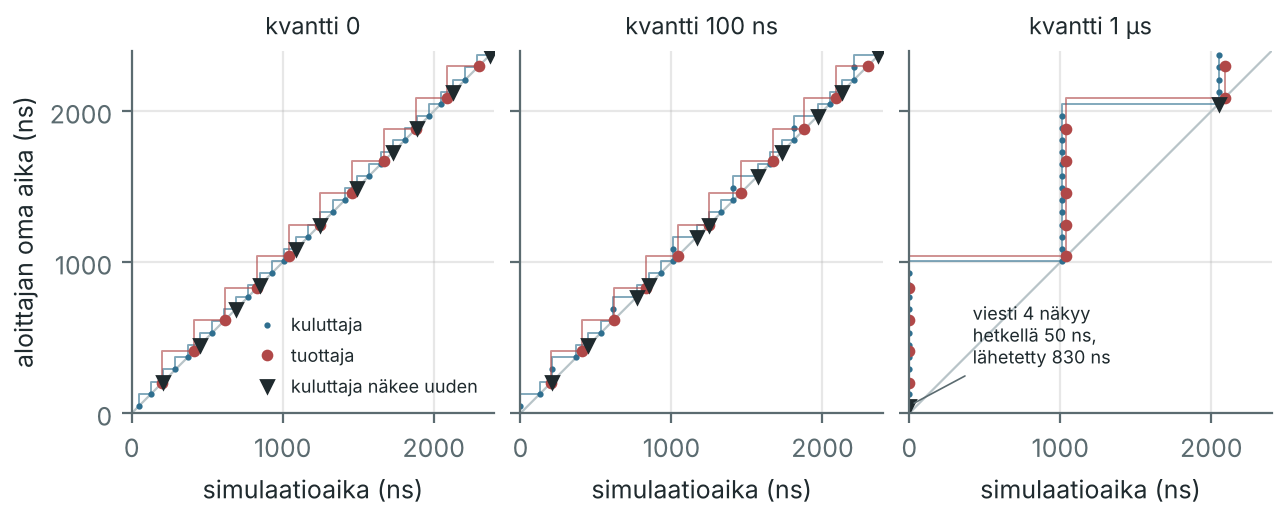 kvantti 0
kvantti 100 ns
kvantti 1 µs
aloittajan oma aika (ns)
2000
1000
0
kuluttaja
tuottaja
kuluttaja näkee uuden
viesti 4 näkyy
hetkellä 50 ns,
lähetetty 830 ns
0
1000
2000
0
1000
2000
0
1000
2000
simulaatioaika (ns)
simulaatioaika (ns)
simulaatioaika (ns)